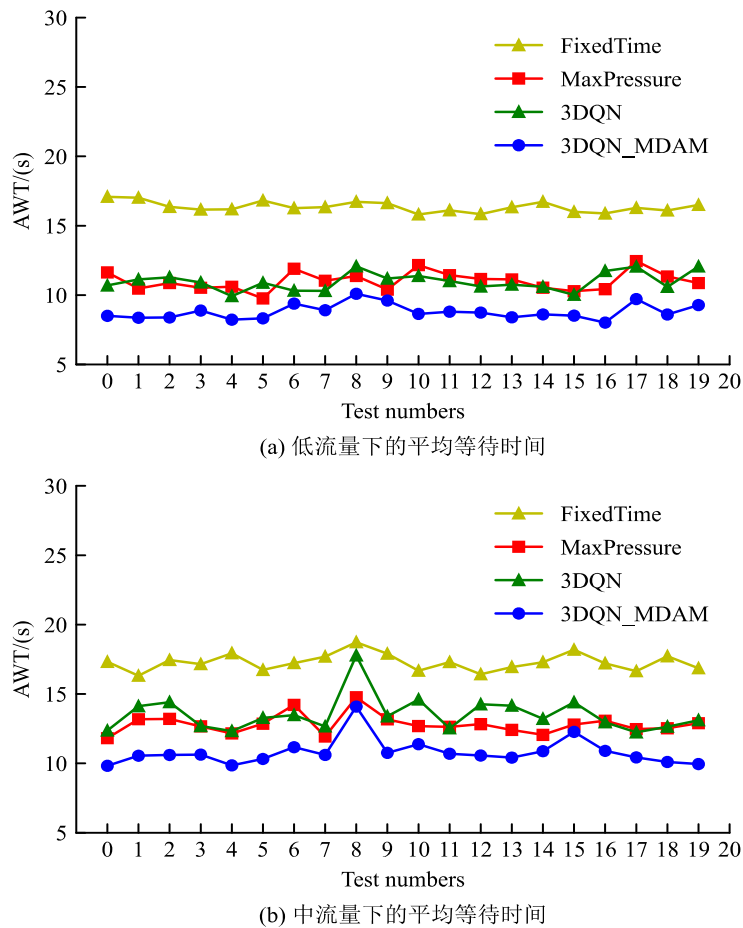 30
25
20
15
10
5
AWT/(s)
FixedTime
MaxPressure
3DQN
3DQN_MDAM
0 1 2 3 4 5 6 7 8 9 10 11 12 13 14 15 16 17 18 19 20
Test numbers
(a) 低流量下的平均等待时间
30
25
20
15
10
5
AWT/(s)
FixedTime
MaxPressure
3DQN
3DQN_MDAM
0 1 2 3 4 5 6 7 8 9 10 11 12 13 14 15 16 17 18 19 20
Test numbers
(b) 中流量下的平均等待时间